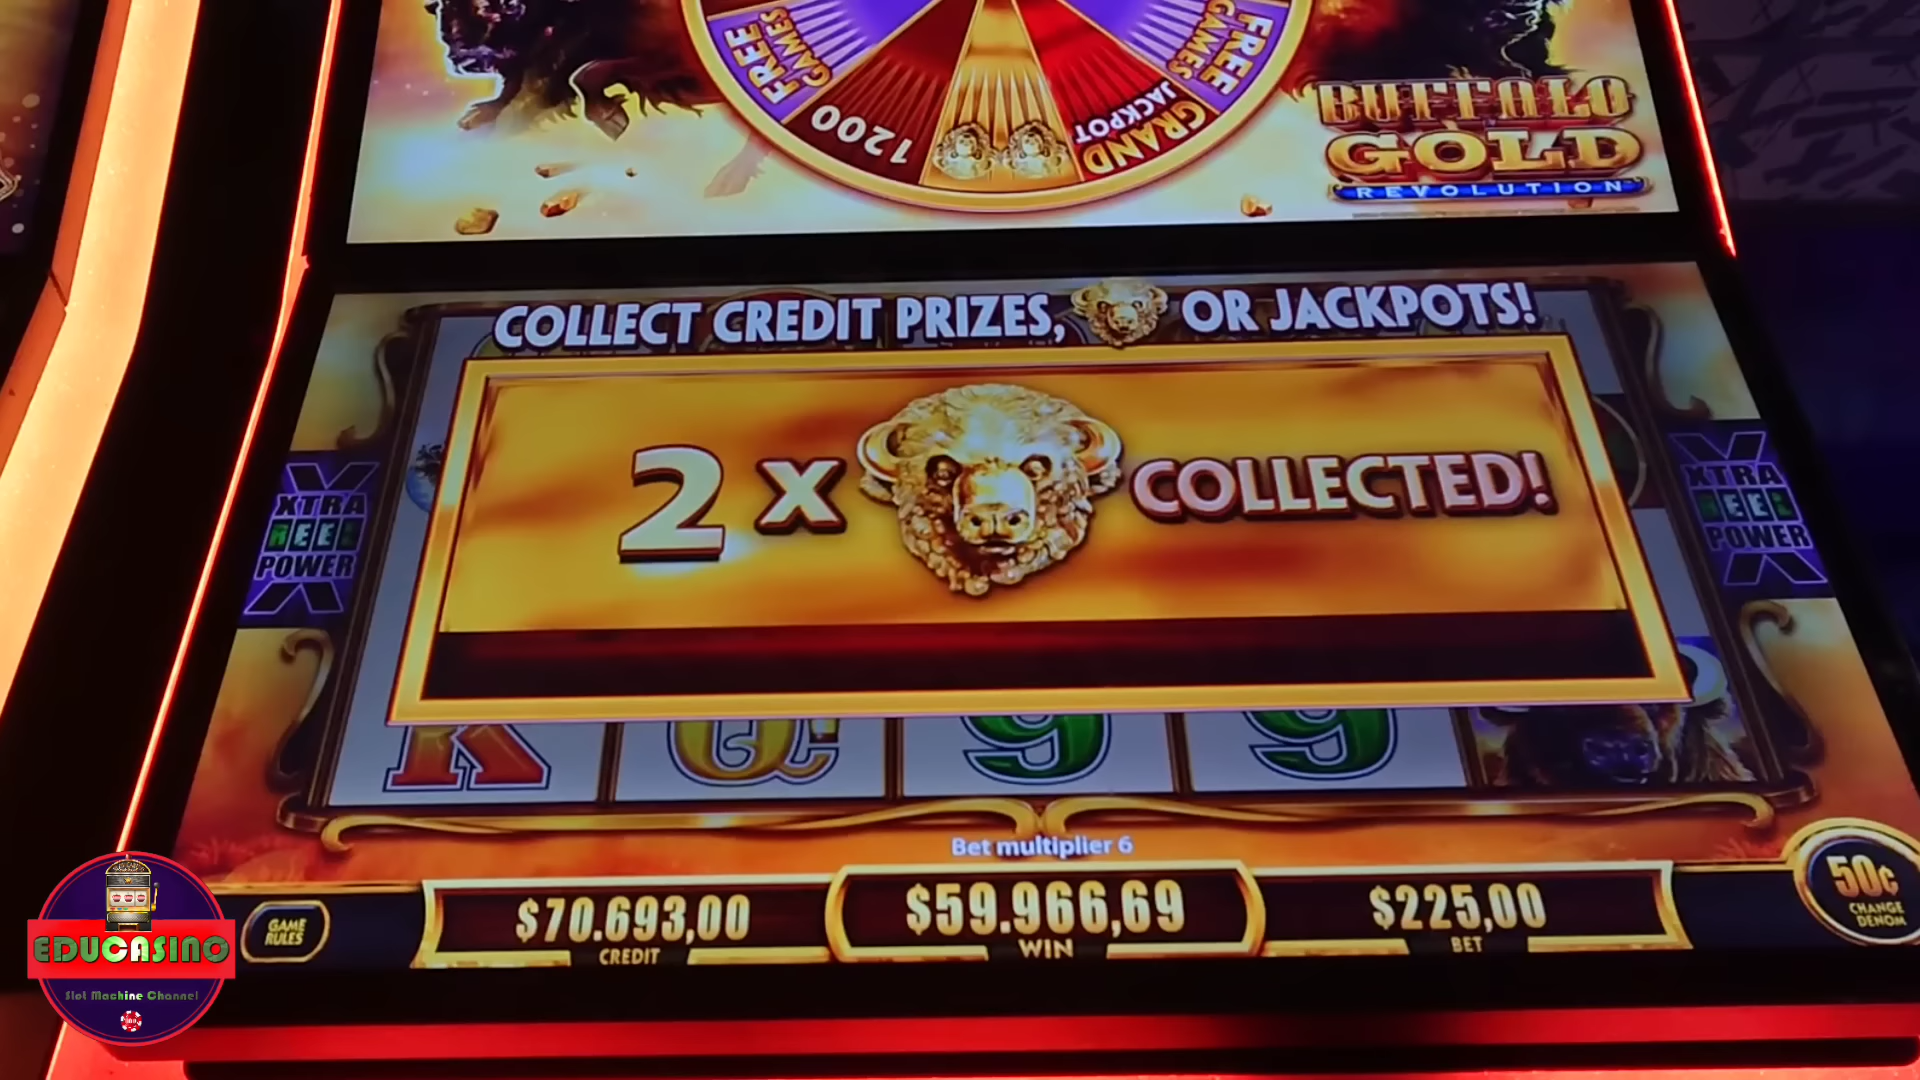 FREE
GAMES
1200
GRAND
JACKPOT
FREE
GAMES
BUFFALO
GOLD
REVOLUTION
COLLECT CREDIT PRIZES, OR JACKPOTS!
2 X COLLECTED!
XTRA
REEL
POWER
X
XTRA
REEL
POWER
X
K Q 9 9
Bet multiplier 6
GAME
RULES
$70.693,00
CREDIT
$59.966,69
WIN
$225,00
BET
50¢
CHANGE
DENOM
EDUCASINO
Slot Machine Channel